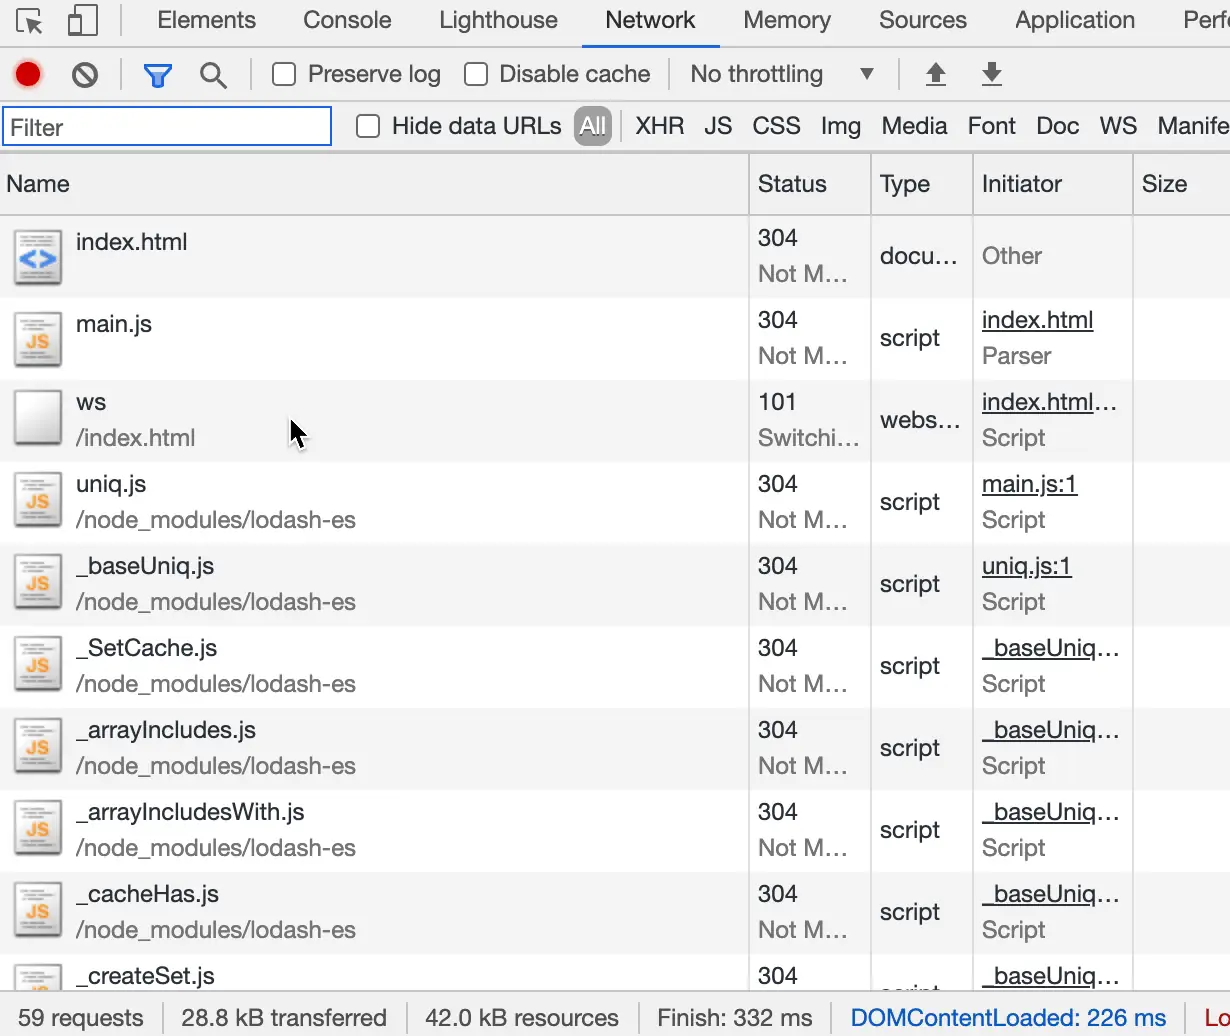 Elements Console Lighthouse Network Memory Sources Application Perf
Preserve log Disable cache No throttling
Filter Hide data URLs All XHR JS CSS Img Media Font Doc WS Manife
Name Status Type Initiator Size
index.html 304 Not M... docu... Other
main.js 304 Not M... script index.html Parser
ws /index.html 101 Switchi... webs... index.html... Script
uniq.js /node_modules/lodash-es 304 Not M... script main.js:1 Script
_baseUniq.js /node_modules/lodash-es 304 Not M... script uniq.js:1 Script
_SetCache.js /node_modules/lodash-es 304 Not M... script _baseUniq... Script
_arrayIncludes.js /node_modules/lodash-es 304 Not M... script _baseUniq... Script
_arrayIncludesWith.js /node_modules/lodash-es 304 Not M... script _baseUniq... Script
_cacheHas.js /node_modules/lodash-es 304 Not M... script _baseUniq... Script
_createSet.js 304 script _baseUniq...
59 requests 28.8 kB transferred 42.0 kB resources Finish: 332 ms DOMContentLoaded: 226 ms Lo